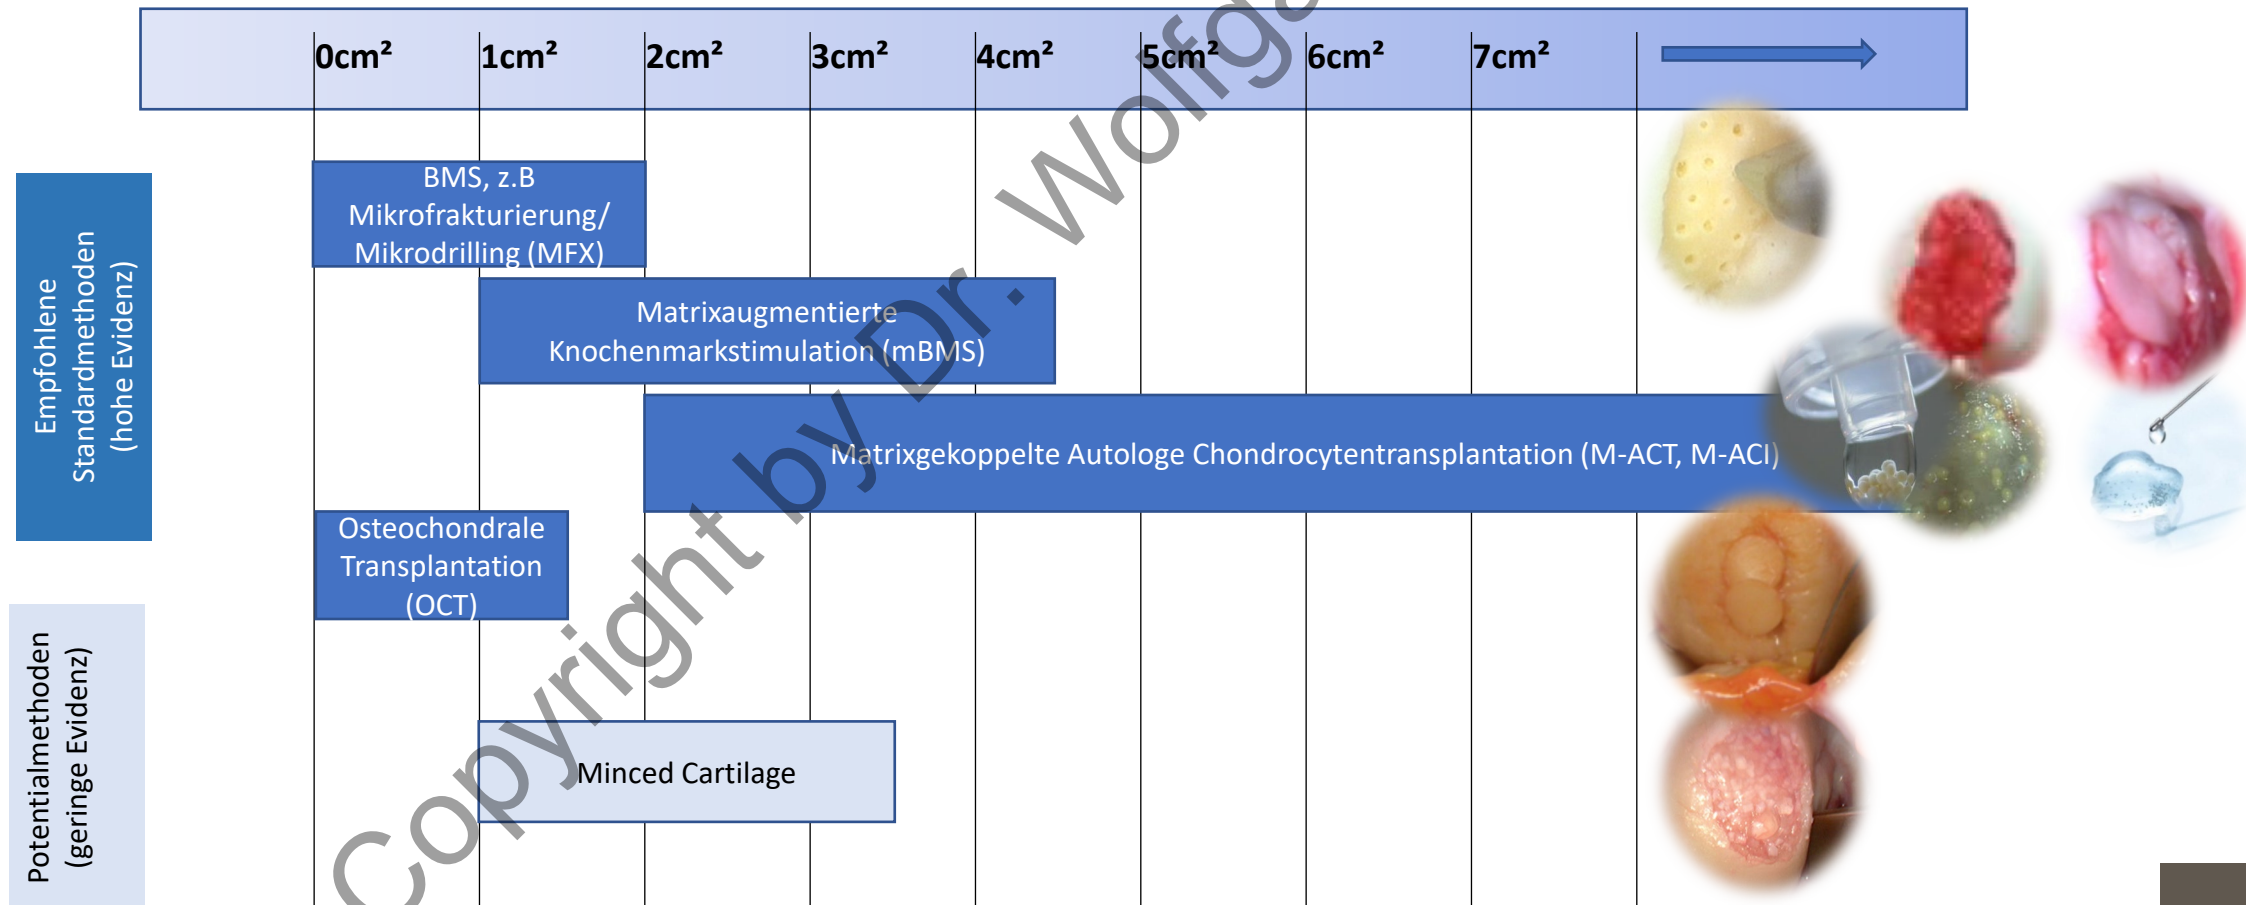 0cm² 1cm² 2cm² 3cm² 4cm² 5cm² 6cm² 7cm²
Empfohlene
Standardmethoden
(hohe Evidenz)
BMS, z.B
Mikrofrakturierung/
Mikrodrilling (MFX)
Matrixaugmentierte
Knochenmarkstimulation (mBMS)
Matrixgekoppelte Autologe Chondrocytentransplantation (M-ACT, M-ACI)
Osteochondrale
Transplantation
(OCT)
Potentialmethoden
(geringe Evidenz)
Minced Cartilage
Copyright by Dr.